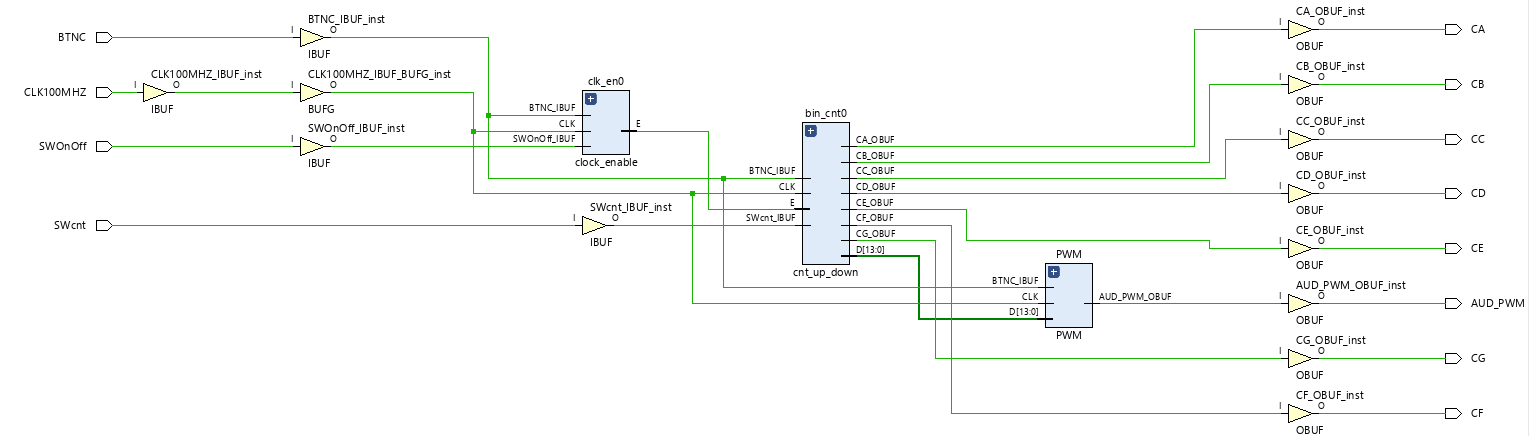 BTNC
I
BTNC_IBUF_inst
O
IBUF
CLK100MHZ
I
CLK100MHZ_IBUF_inst
O
IBUF
I
CLK100MHZ_IBUF_BUFG_inst
O
BUFG
SWOnOff
I
SWOnOff_IBUF_inst
O
IBUF
SWcnt
I
SWcnt_IBUF_inst
O
IBUF
clk_en0
+
BTNC_IBUF
CLK
SWOnOff_IBUF
E
clock_enable
bin_cnt0
+
BTNC_IBUF
CLK
E
SWcnt_IBUF
CA_OBUF
CB_OBUF
CC_OBUF
CD_OBUF
CE_OBUF
CF_OBUF
CG_OBUF
D[13:0]
cnt_up_down
PWM
+
BTNC_IBUF
CLK
D[13:0]
AUD_PWM_OBUF
PWM
CA_OBUF_inst
I
O
OBUF
CA
CB_OBUF_inst
I
O
OBUF
CB
CC_OBUF_inst
I
O
OBUF
CC
CD_OBUF_inst
I
O
OBUF
CD
CE_OBUF_inst
I
O
OBUF
CE
AUD_PWM_OBUF_inst
I
O
OBUF
AUD_PWM
CG_OBUF_inst
I
O
OBUF
CG
CF_OBUF_inst
I
O
OBUF
CF